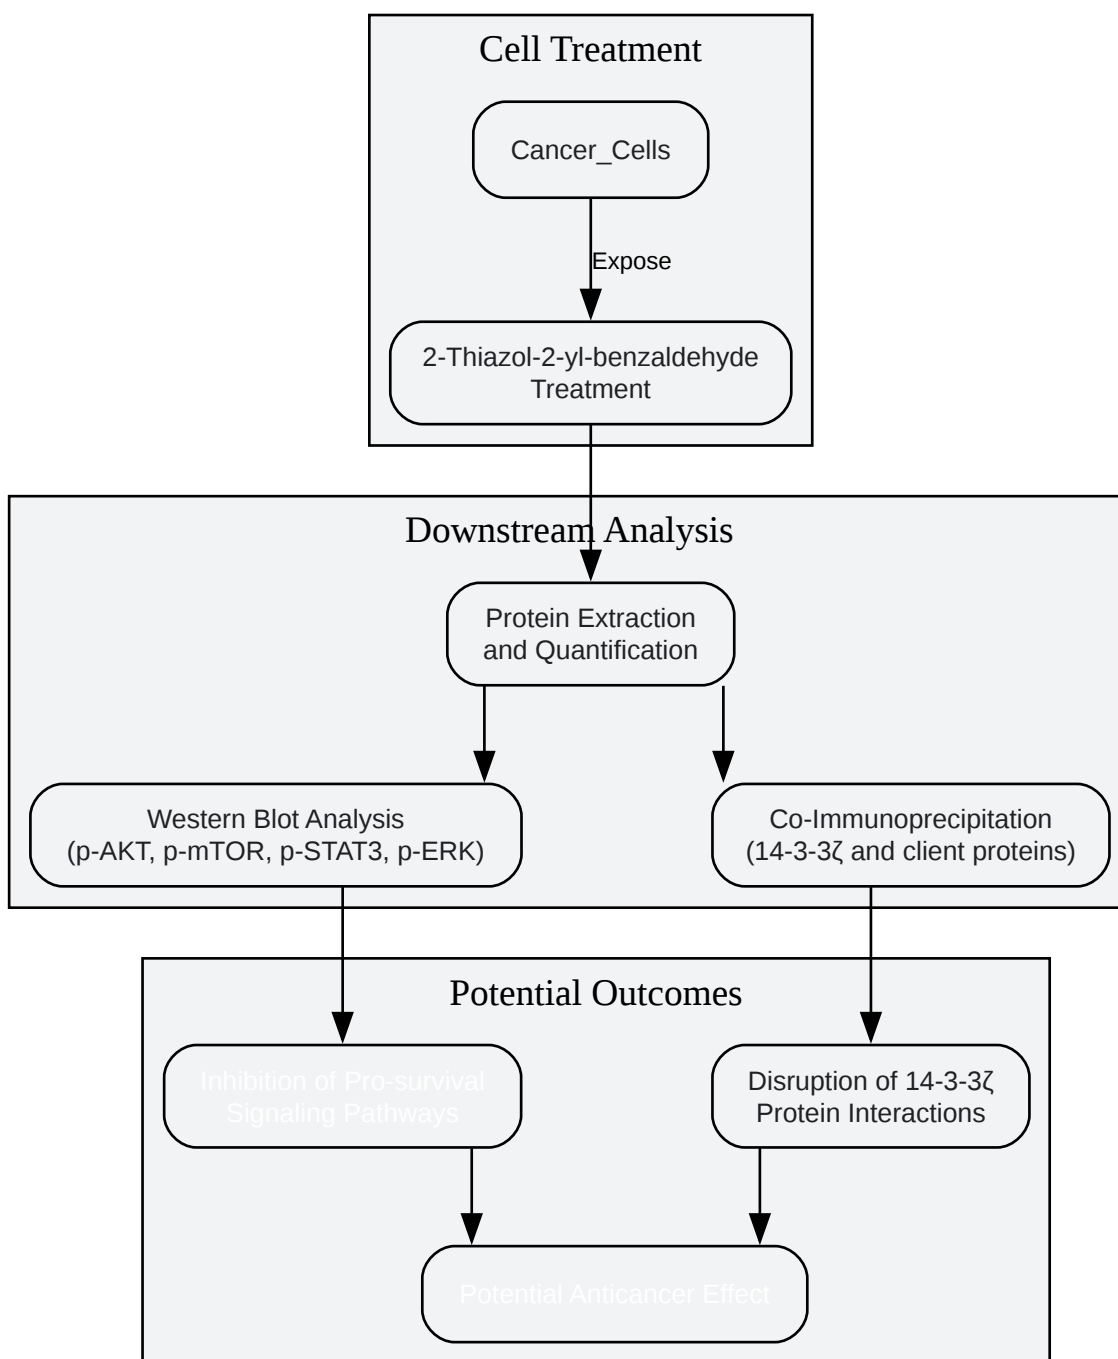 Cell Treatment
Cancer_Cells
Expose
2-Thiazol-2-yl-benzaldehyde
Treatment
Downstream Analysis
Protein Extraction
and Quantification
Western Blot Analysis
(p-AKT, p-mTOR, p-STAT3, p-ERK)
Co-Immunoprecipitation
(14-3-3ζ and client proteins)
Potential Outcomes
Inhibition of Pro-survival
Signaling Pathways
Disruption of 14-3-3ζ
Protein Interactions
Potential Anticancer Effect